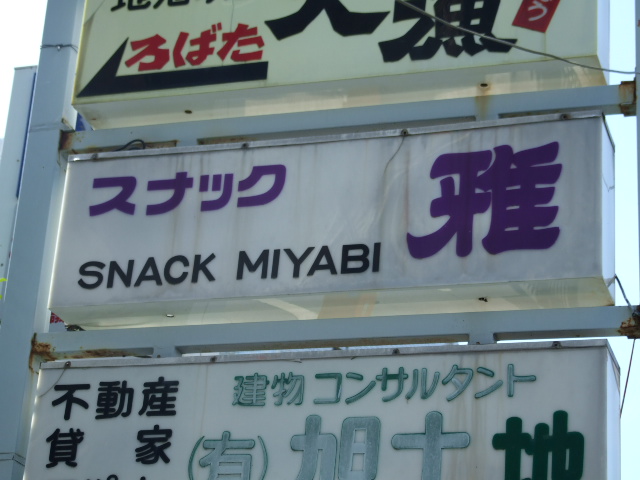 ろばた
スナック 雅
SNACK MIYABI
不動産
貸家
建物コンサルタント
(有)旭土地